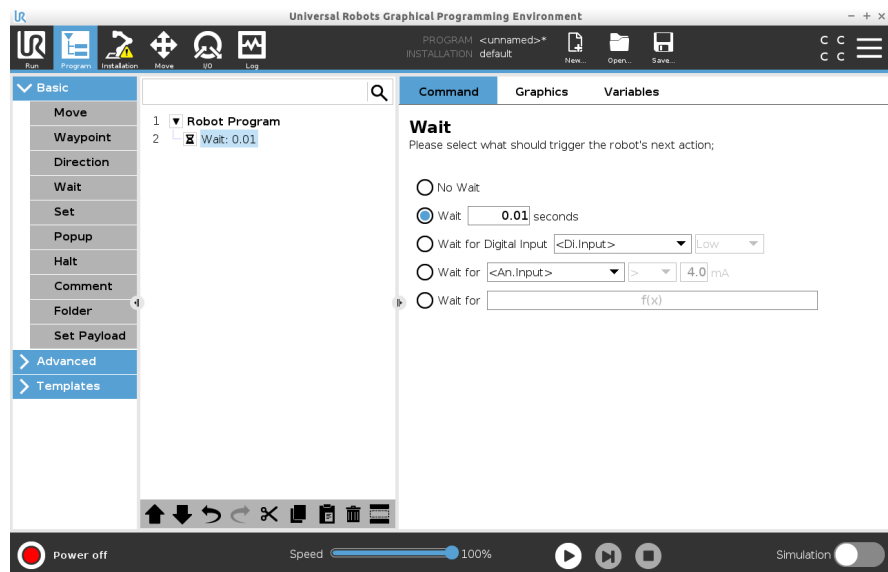 UR Universal Robots Graphical Programming Environment
UR Run Program Installation Move I/O Log PROGRAM <unnamed>* INSTALLATION default New... Open... Save... C C C C
Basic
Move
Waypoint
Direction
Wait
Set
Popup
Halt
Comment
Folder
Set Payload
Advanced
Templates
1 Robot Program
2 Wait: 0.01
Command Graphics Variables
Wait
Please select what should trigger the robot's next action;
No Wait
Wait 0.01 seconds
Wait for Digital Input <Di.Input> Low
Wait for <An.Input> > 4.0 mA
Wait for f(x)
Power off Speed 100% Simulation